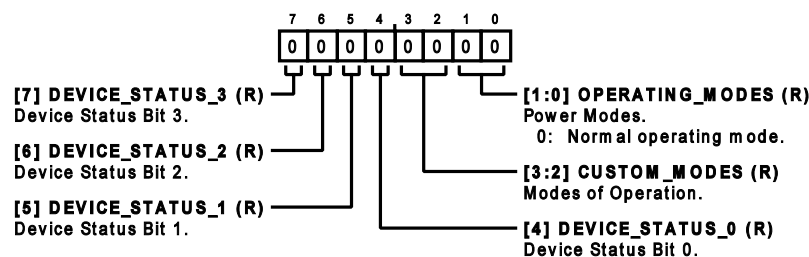 7 6 5 4 3 2 1 0
0 0 0 0 0 0 0 0
[7] DEVICE_STATUS_3 (R)
Device Status Bit 3.
[6] DEVICE_STATUS_2 (R)
Device Status Bit 2.
[5] DEVICE_STATUS_1 (R)
Device Status Bit 1.
[1:0] OPERATING_MODES (R)
Power Modes.
0: Normal operating mode.
[3:2] CUSTOM_MODES (R)
Modes of Operation.
[4] DEVICE_STATUS_0 (R)
Device Status Bit 0.